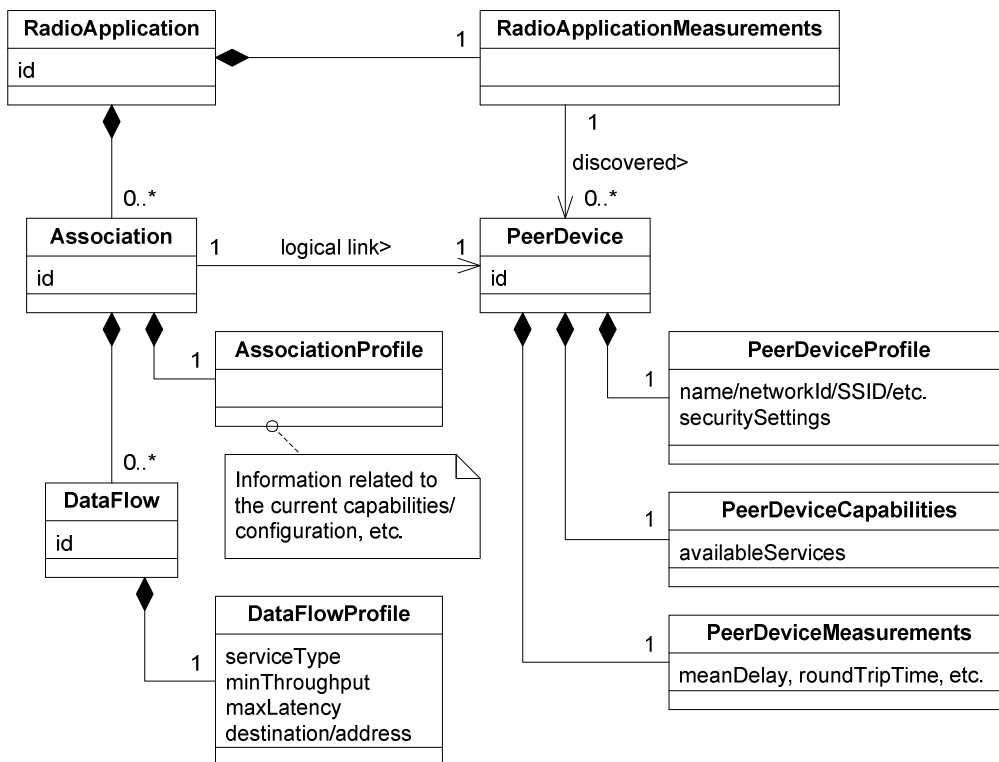 RadioApplication
id
1
RadioApplicationMeasurements
1
discovered>
0..*
0..*
Association
id
1
logical link>
1
PeerDevice
id
AssociationProfile
1
Information related to
the current capabilities/
configuration, etc.
PeerDeviceProfile
1
name/networkId/SSID/etc.
securitySettings
0..*
DataFlow
id
PeerDeviceCapabilities
1
availableServices
DataFlowProfile
1
serviceType
minThroughput
maxLatency
destination/address
PeerDeviceMeasurements
1
meanDelay, roundTripTime, etc.